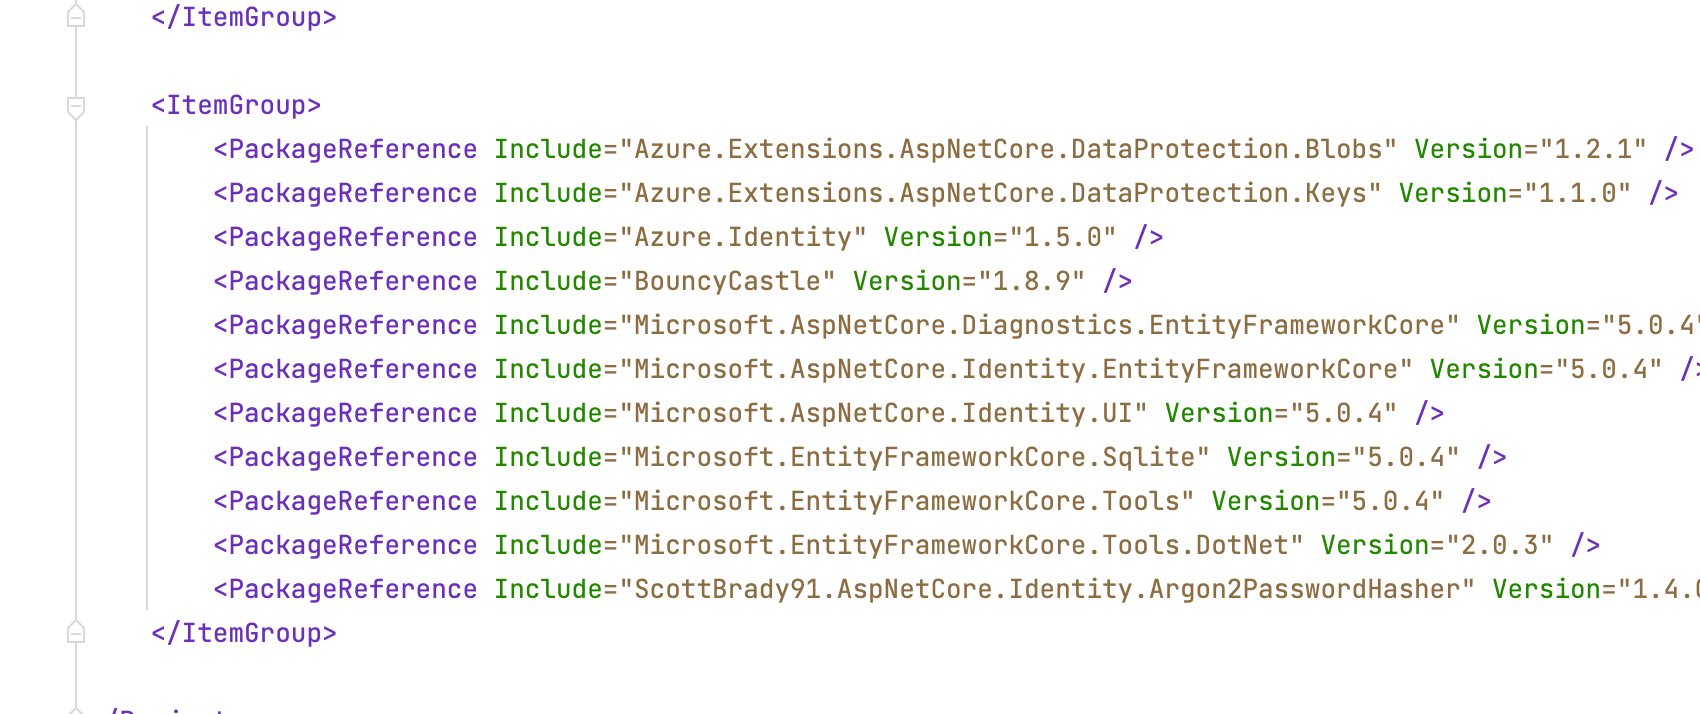 </ItemGroup>
<ItemGroup>
<PackageReference Include="Azure.Extensions.AspNetCore.DataProtection.Blobs" Version="1.2.1" />
<PackageReference Include="Azure.Extensions.AspNetCore.DataProtection.Keys" Version="1.1.0" />
<PackageReference Include="Azure.Identity" Version="1.5.0" />
<PackageReference Include="BouncyCastle" Version="1.8.9" />
<PackageReference Include="Microsoft.AspNetCore.Diagnostics.EntityFrameworkCore" Version="5.0.4"
<PackageReference Include="Microsoft.AspNetCore.Identity.EntityFrameworkCore" Version="5.0.4" />
<PackageReference Include="Microsoft.AspNetCore.Identity.UI" Version="5.0.4" />
<PackageReference Include="Microsoft.EntityFrameworkCore.Sqlite" Version="5.0.4" />
<PackageReference Include="Microsoft.EntityFrameworkCore.Tools" Version="5.0.4" />
<PackageReference Include="Microsoft.EntityFrameworkCore.Tools.DotNet" Version="2.0.3" />
<PackageReference Include="ScottBrady91.AspNetCore.Identity.Argon2PasswordHasher" Version="1.4.0
</ItemGroup>